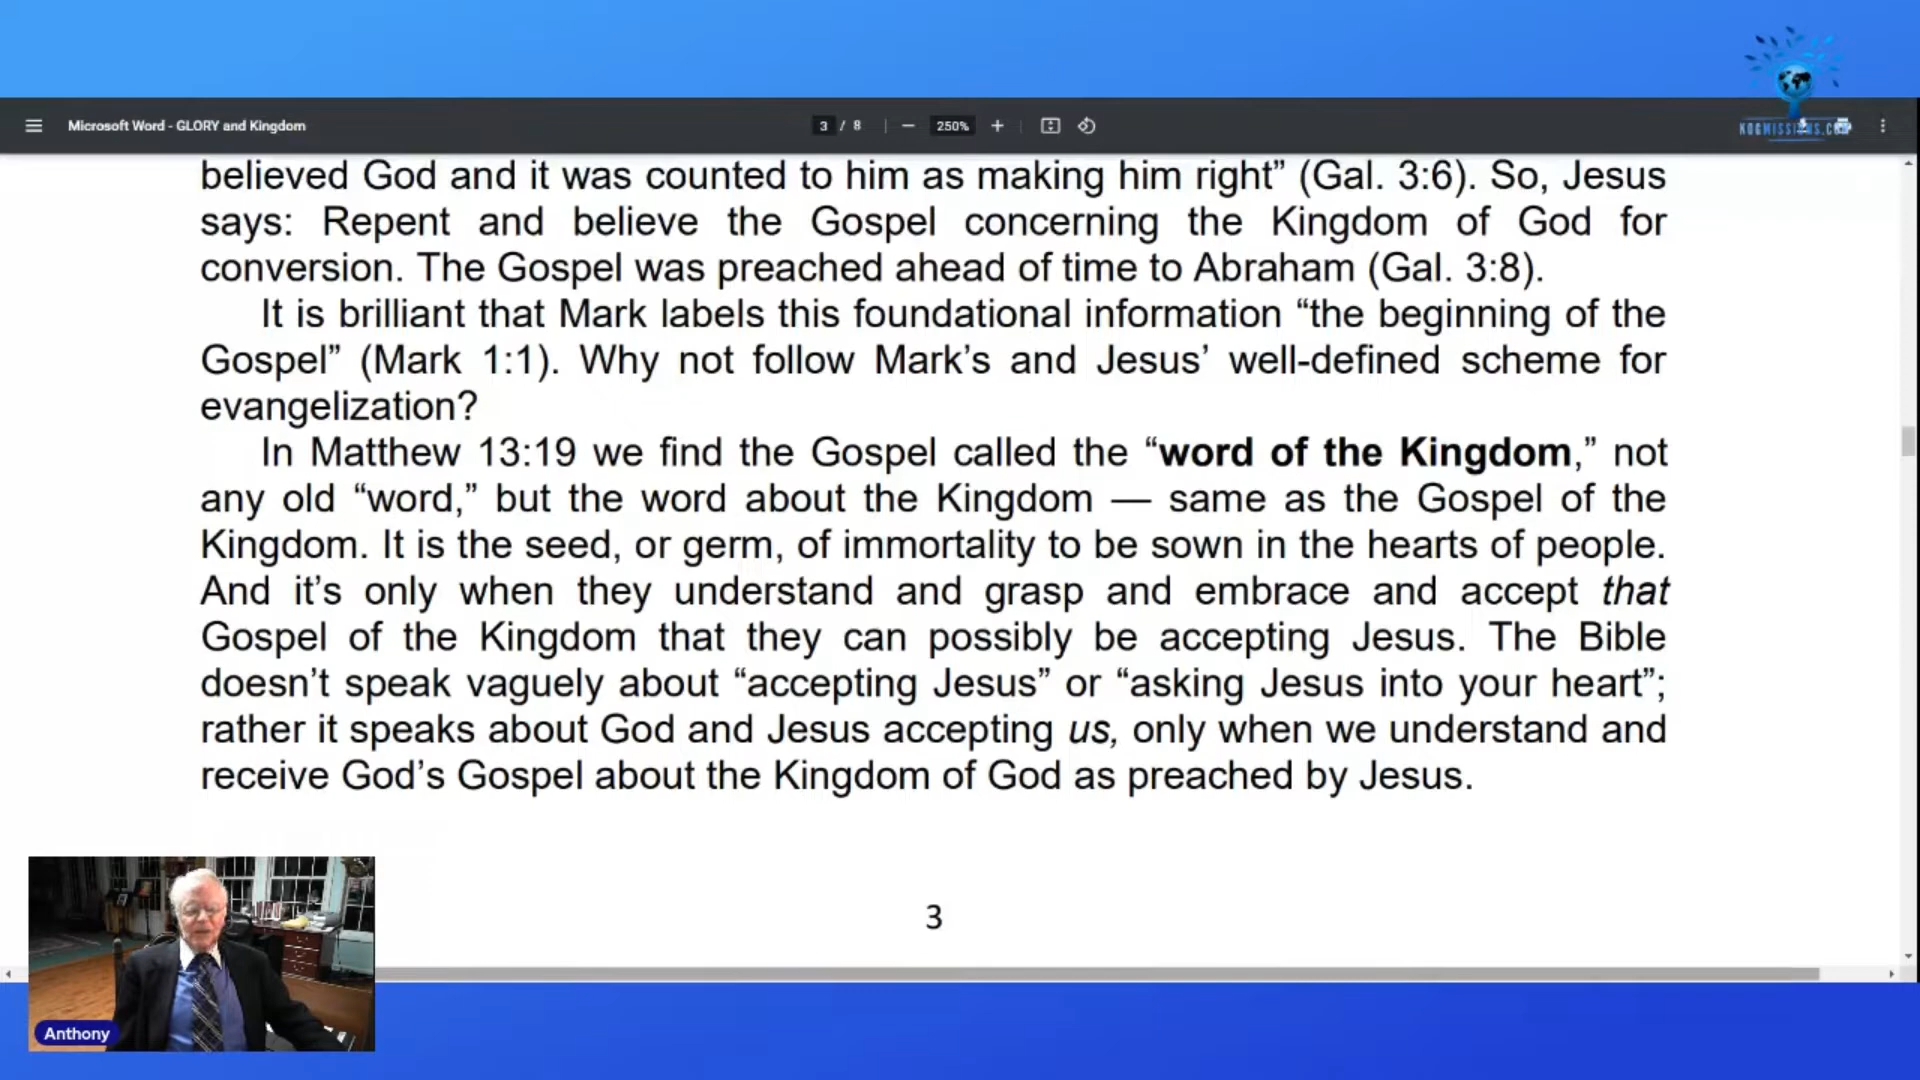 Microsoft Word - GLORY and Kingdom
3 / 8
250%
believed God and it was counted to him as making him right” (Gal. 3:6). So, Jesus
says: Repent and believe the Gospel concerning the Kingdom of God for
conversion. The Gospel was preached ahead of time to Abraham (Gal. 3:8).
It is brilliant that Mark labels this foundational information “the beginning of the
Gospel” (Mark 1:1). Why not follow Mark’s and Jesus’ well-defined scheme for
evangelization?
In Matthew 13:19 we find the Gospel called the “word of the Kingdom,” not
any old “word,” but the word about the Kingdom — same as the Gospel of the
Kingdom. It is the seed, or germ, of immortality to be sown in the hearts of people.
And it’s only when they understand and grasp and embrace and accept that
Gospel of the Kingdom that they can possibly be accepting Jesus. The Bible
doesn’t speak vaguely about “accepting Jesus” or “asking Jesus into your heart”;
rather it speaks about God and Jesus accepting us, only when we understand and
receive God’s Gospel about the Kingdom of God as preached by Jesus.
3
Anthony